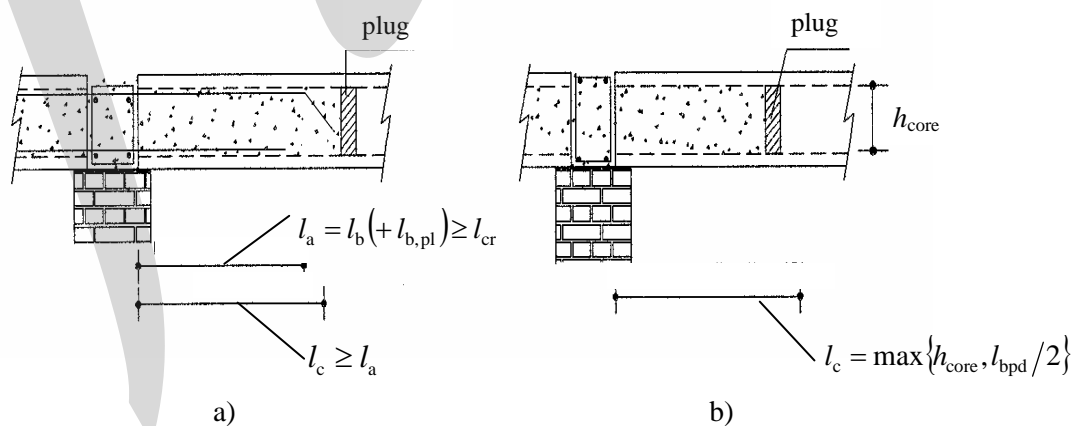 plug
plug
h_core
l_a = l_b(+ l_b,pl) ≥ l_cr
l_c ≥ l_a
l_c = max{h_core, l_bpd/2}
a)
b)